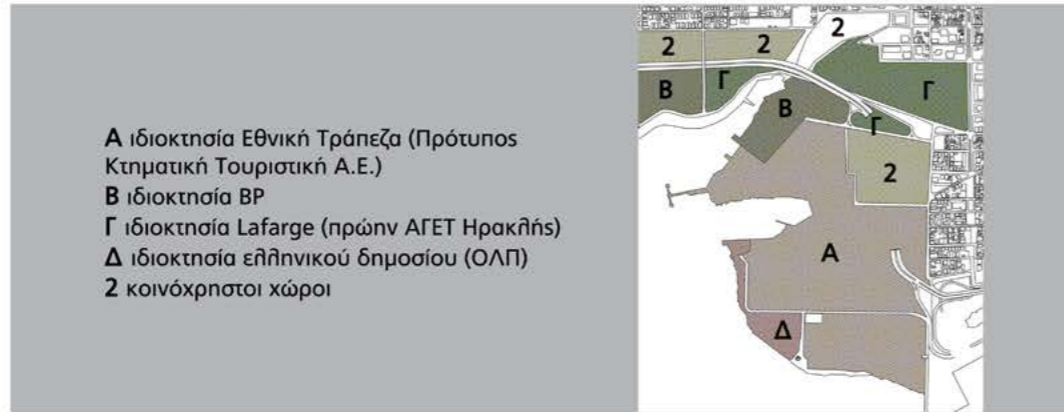 Α ιδιοκτησία Εθνική Τράπεζα (Πρότυπος
Κτηματική Τουριστική Α.Ε.)
Β ιδιοκτησία BP
Γ ιδιοκτησία Lafarge (πρώην ΑΓΕΤ Ηρακλής)
Δ ιδιοκτησία ελληνικού δημοσίου (ΟΛΠ)
2 κοινόχρηστοι χώροι
2
2 2
Β Γ Β Γ
Γ
2
Α
Δ